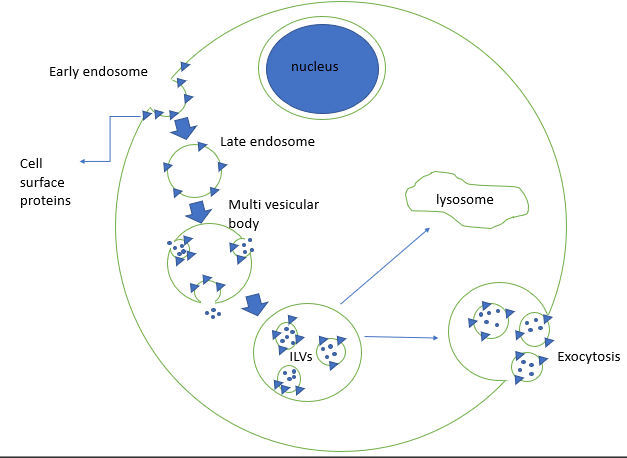 nucleus
Early endosome
Late endosome
Cell
surface
proteins
Multi vesicular
body
lysosome
ILVs
Exocytosis